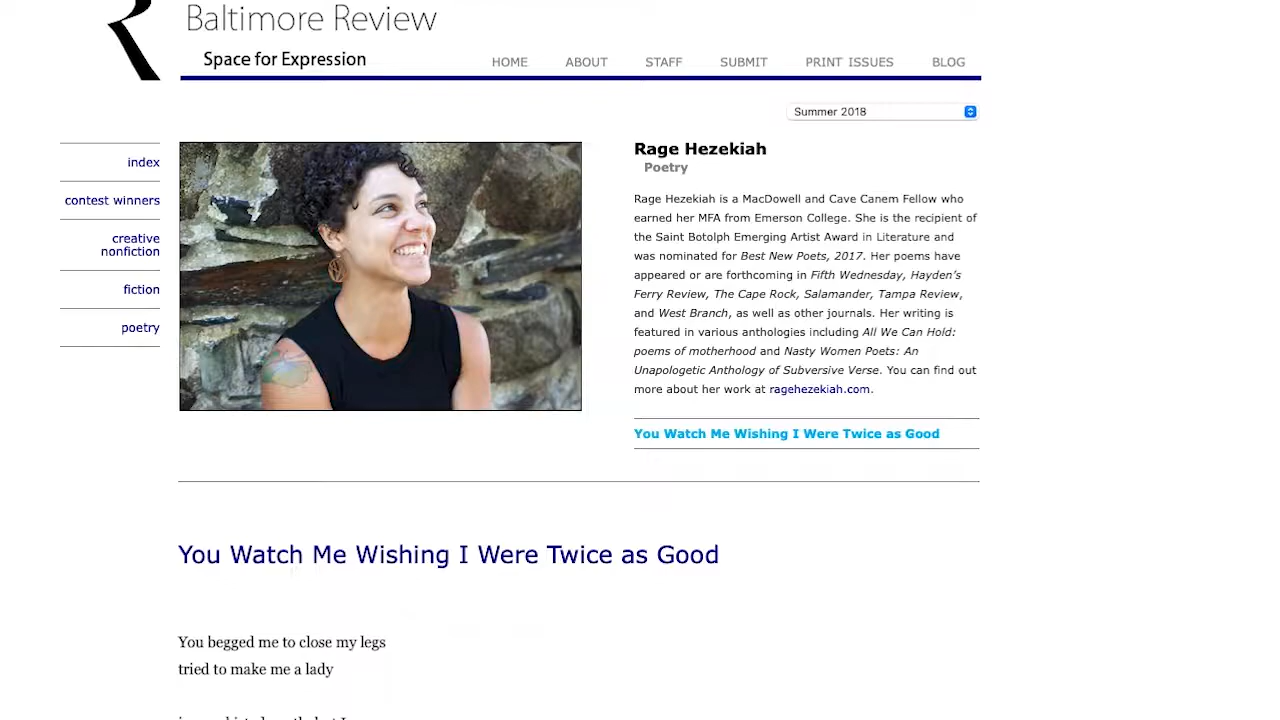 Baltimore Review
Space for Expression
HOME ABOUT STAFF SUBMIT PRINT ISSUES BLOG
Summer 2018
index
contest winners
creative
nonfiction
fiction
poetry
Rage Hezekiah
Poetry
Rage Hezekiah is a MacDowell and Cave Canem Fellow who
earned her MFA from Emerson College. She is the recipient of
the Saint Botolph Emerging Artist Award in Literature and
was nominated for Best New Poets, 2017. Her poems have
appeared or are forthcoming in Fifth Wednesday, Hayden's
Ferry Review, The Cape Rock, Salamander, Tampa Review,
and West Branch, as well as other journals. Her writing is
featured in various anthologies including All We Can Hold:
poems of motherhood and Nasty Women Poets: An
Unapologetic Anthology of Subversive Verse. You can find out
more about her work at ragehezekiah.com.
You Watch Me Wishing I Were Twice as Good
You Watch Me Wishing I Were Twice as Good
You begged me to close my legs
tried to make me a lady